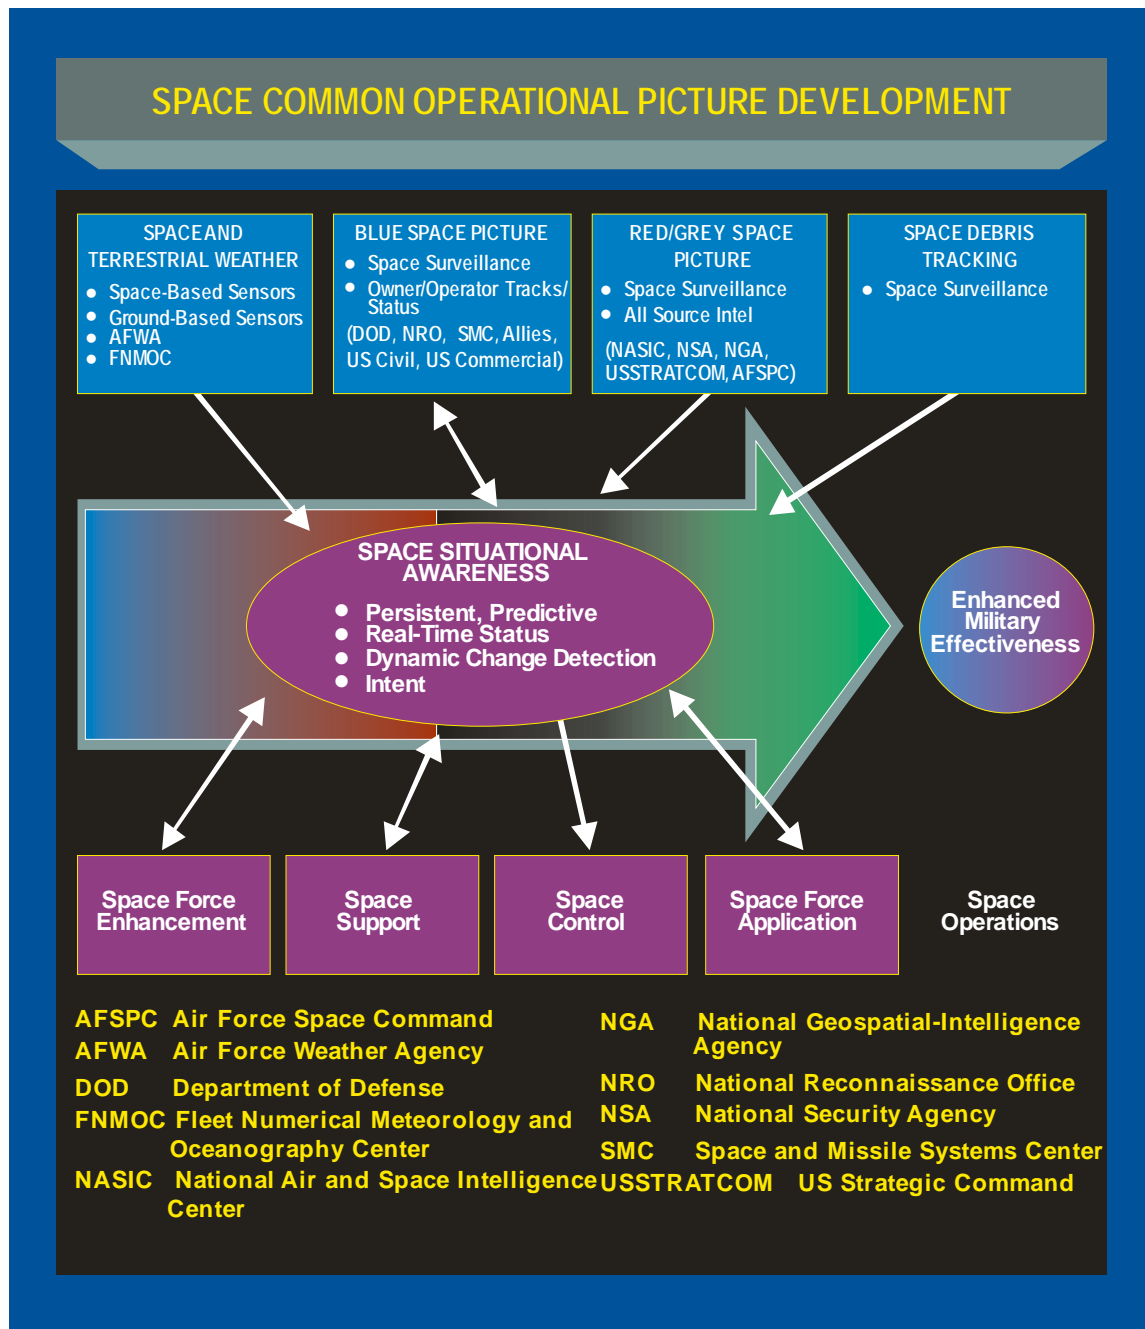 SPACE COMMON OPERATIONAL PICTURE DEVELOPMENT
SPACE AND
TERRESTRIAL WEATHER
● Space-Based Sensors
● Ground-Based Sensors
● AFWA
● FNMOC
BLUE SPACE PICTURE
● Space Surveillance
● Owner/Operator Tracks/
Status
(DOD, NRO, SMC, Allies,
US Civil, US Commercial)
RED/GREY SPACE
PICTURE
● Space Surveillance
● All Source Intel
(NASIC, NSA, NGA,
USSTRATCOM, AFSPC)
SPACE DEBRIS
TRACKING
● Space Surveillance
SPACE SITUATIONAL
AWARENESS
● Persistent, Predictive
● Real-Time Status
● Dynamic Change Detection
● Intent
Enhanced
Military
Effectiveness
Space Force
Enhancement
Space
Support
Space
Control
Space Force
Application
Space
Operations
AFSPC Air Force Space Command
AFWA Air Force Weather Agency
DOD Department of Defense
FNMOC Fleet Numerical Meteorology and
Oceanography Center
NASIC National Air and Space Intelligence
Center
NGA National Geospatial-Intelligence
Agency
NRO National Reconnaissance Office
NSA National Security Agency
SMC Space and Missile Systems Center
USSTRATCOM US Strategic Command